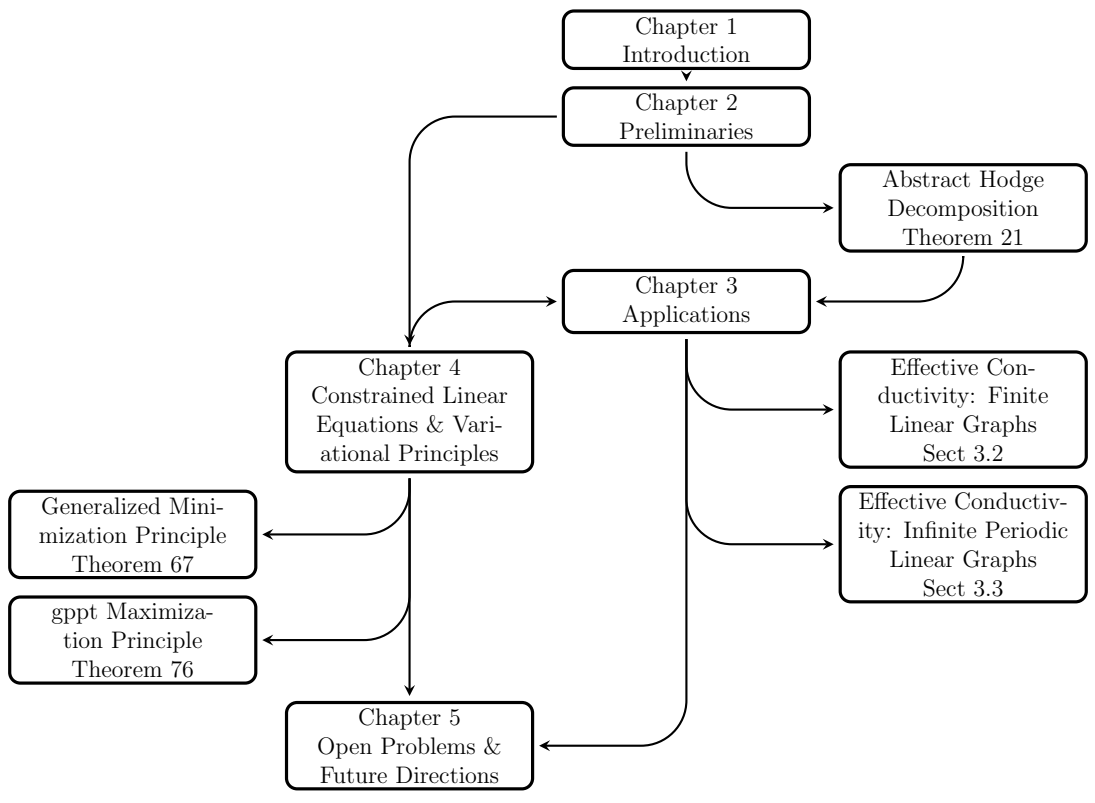 Chapter 1
Introduction
Chapter 2
Preliminaries
Abstract Hodge
Decomposition
Theorem 21
Chapter 3
Applications
Chapter 4
Constrained Linear
Equations & Vari-
ational Principles
Effective Con-
ductivity: Finite
Linear Graphs
Sect 3.2
Generalized Mini-
mization Principle
Theorem 67
Effective Conductiv-
ity: Infinite Periodic
Linear Graphs
Sect 3.3
gppt Maximiza-
tion Principle
Theorem 76
Chapter 5
Open Problems &
Future Directions